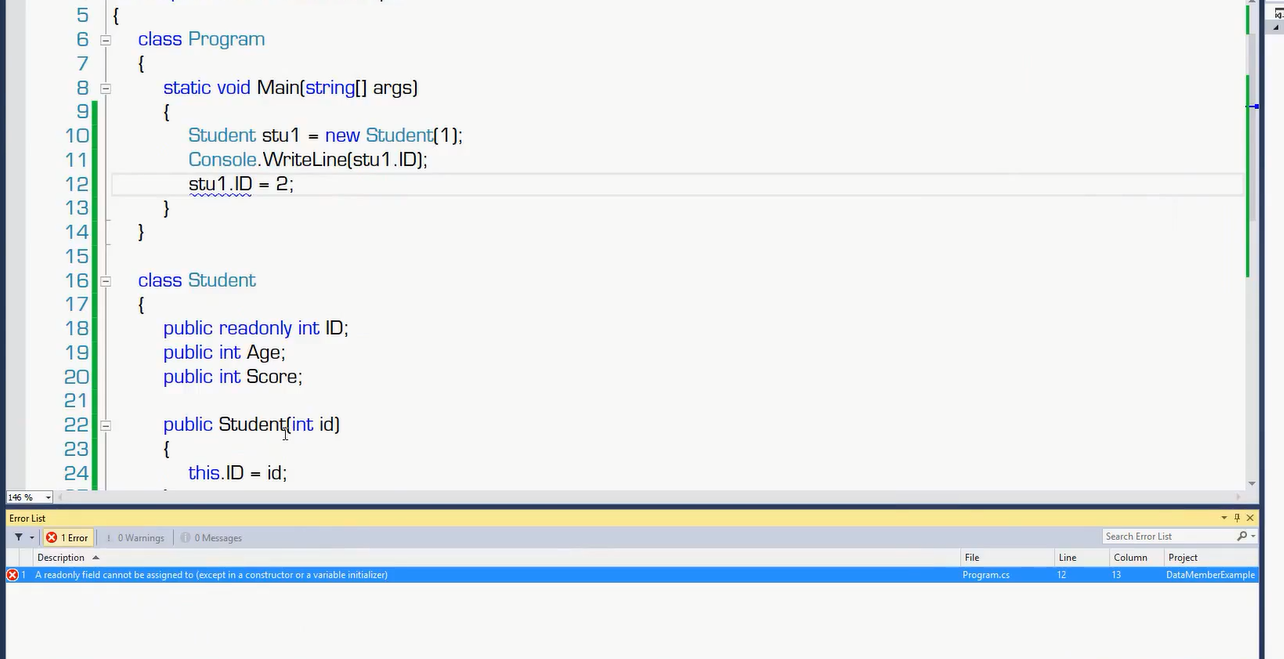 5 {
6 class Program
7 {
8 static void Main(string[] args)
9 {
10 Student stu1 = new Student(1);
11 Console.WriteLine(stu1.ID);
12 stu1.ID = 2;
13 }
14 }
15
16 class Student
17 {
18 public readonly int ID;
19 public int Age;
20 public int Score;
21
22 public Student(int id)
23 {
24 this.ID = id;
146 %
Error List
1 Error 0 Warnings 0 Messages Search Error List
Description File Line Column Project
1 A readonly field cannot be assigned to (except in a constructor or a variable initializer) Program.cs 12 13 DataMemberExample